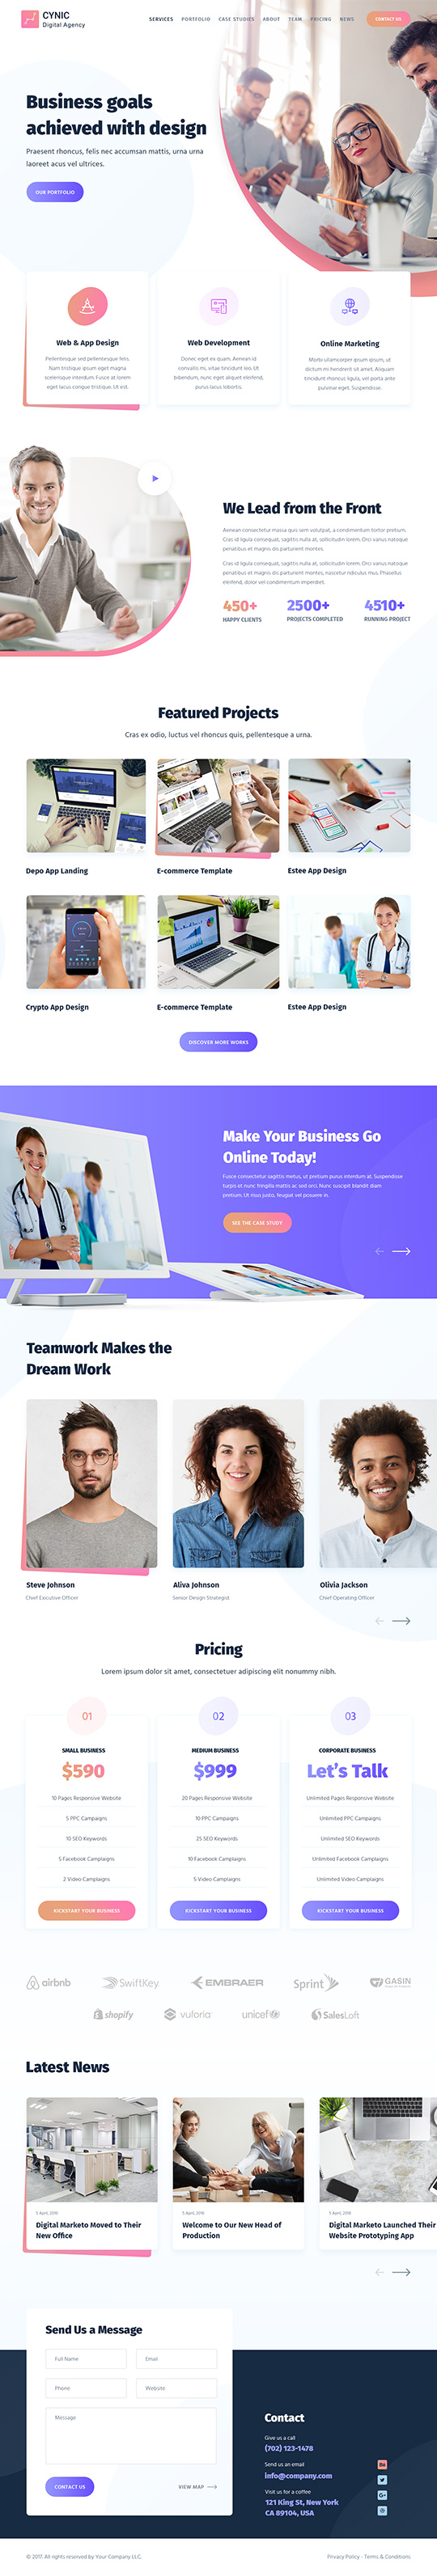 CYNIC
Digital Agency
SERVICES PORTFOLIO CASE STUDIES ABOUT TEAM PRICING NEWS CONTACT US
Business goals
achieved with design
Praesent rhoncus, felis nec accumsan mattis, urna urna
laoreet acus vel ultrices.
OUR PORTFOLIO
Web & App Design
Pellentesque sed pellentesque felis.
Nam tristique ipsum eget magna
scelerisque interdum. Fusce at lorem
eget lacus congue tristique. Ut est.
Web Development
Donec eget ex quam. Aenean id
convallis mi, vitae tincidunt leo. Ut
bibendum, nunc eget aliquet eleifend,
purus lacus lobortis.
Online Marketing
Morbi ullamcorper ipsum ipsum, ut
dictum mi hendrerit sit amet. Aliquam
tincidunt rhoncus ligula, vel porta ante
pulsmar eget. Suspendisse.
We Lead from the Front
Aenean consectetur massa quis sem volutpat, a condimentum tortor pretium.
Cras id ligula consequat, sagittis nulla at, sollicitudin lorem. Orci varius natoque
penatibus et magnis dis parturient montes.
Cras id ligula consequat, sagittis nulla at, sollicitudin lorem. Orci varius natoque
penatibus et magnis dis parturient montes, nascetur ridiculus mus. Phasellus
eleifend, dolor vel condimentum imperdiet.
450+ 2500+ 4510+
HAPPY CLIENTS PROJECTS COMPLETED RUNNING PROJECT
Featured Projects
Cras ex odio, luctus vel rhoncus quis, pellentesque a urna.
Depo App Landing E-commerce Template Estee App Design
Crypto App Design E-commerce Template Estee App Design
DISCOVER MORE WORKS
Make Your Business Go
Online Today!
Fusce consectetur sagittis metus, ut pretium purus interdum at. Suspendisse
turpis et nunc fringilla mattis ac sed orci. Nunc suscipit blandit diam
pretium. Ut risus justo, feugiat vel posuere in.
SEE THE CASE STUDY
Teamwork Makes the
Dream Work
Steve Johnson Aliva Johnson Olivia Jackson
Chief Executive Officer Senior Design Strategist Chief Operating Officer
Pricing
Lorem ipsum dolor sit amet, consectetuer adipiscing elit nonummy nibh.
01
SMALL BUSINESS
$590
10 Pages Responsive Website
5 PPC Campaigns
10 SEO Keywords
5 Facebook Camplaigns
2 Video Camplaigns
KICKSTART YOUR BUSINESS
02
MEDIUM BUSINESS
$999
20 Pages Responsive Website
10 PPC Campaigns
25 SEO Keywords
10 Facebook Camplaigns
5 Video Campaigns
KICKSTART YOUR BUSINESS
03
CORPORATE BUSINESS
Let's Talk
Unlimited Pages Responsive Website
Unlimited PPC Campaigns
Unlimited SEO Keywords
Unlimited Facebook Camplaigns
Unlimited Video Camplaigns
KICKSTART YOUR BUSINESS
airbnb SwiftKey EMBRAER Sprint GASIN
shopify vuforia unicef SalesLoft
Latest News
5 April, 2016
Digital Marketo Moved to Their
New Office
5 April, 2016
Welcome to Our New Head of
Production
5 April, 2016
Digital Marketo Launched Their
Website Prototyping App
Send Us a Message
Full Name Email
Phone Website
Message
CONTACT US VIEW MAP
Contact
Give us a call
(702) 123-1478
Send us an email
info@company.com
Visit us for a coffee
121 King St, New York
CA 89104, USA
Bē
G+
© 2017. All rights reserved by Your Company LLC.
Privacy Policy - Terms & Conditions